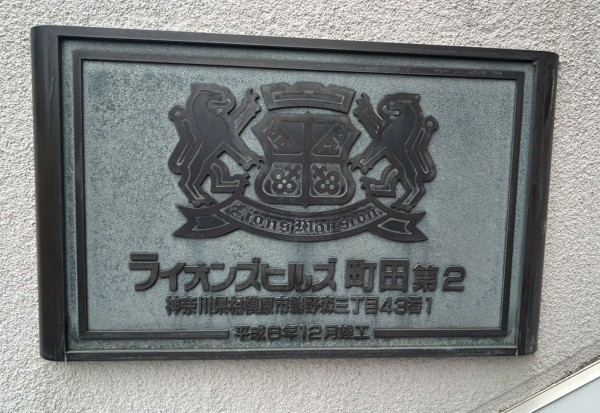 Lions Mansion
ライオンズヒルズ 町田 第2
神奈川県相模原市鵜野森三丁目43番1
平成6年12月竣工